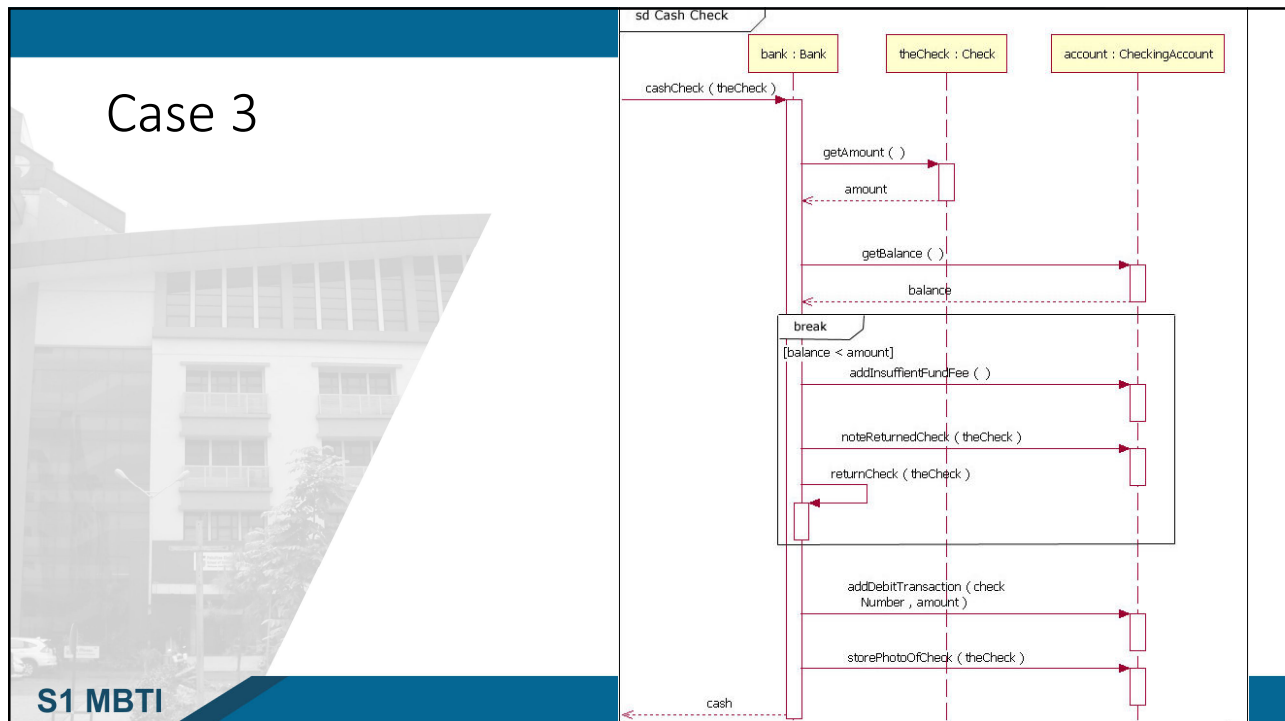 sd Cash Check
bank : Bank
theCheck : Check
account : CheckingAccount
Case 3
cashCheck ( theCheck )
getAmount ( )
amount
getBalance ( )
balance
break
[balance < amount]
addInsuffientFundFee ( )
noteReturnedCheck ( theCheck )
returnCheck ( theCheck )
addDebitTransaction ( check
Number , amount )
storePhotoOfCheck ( theCheck )
cash
S1 MBTI